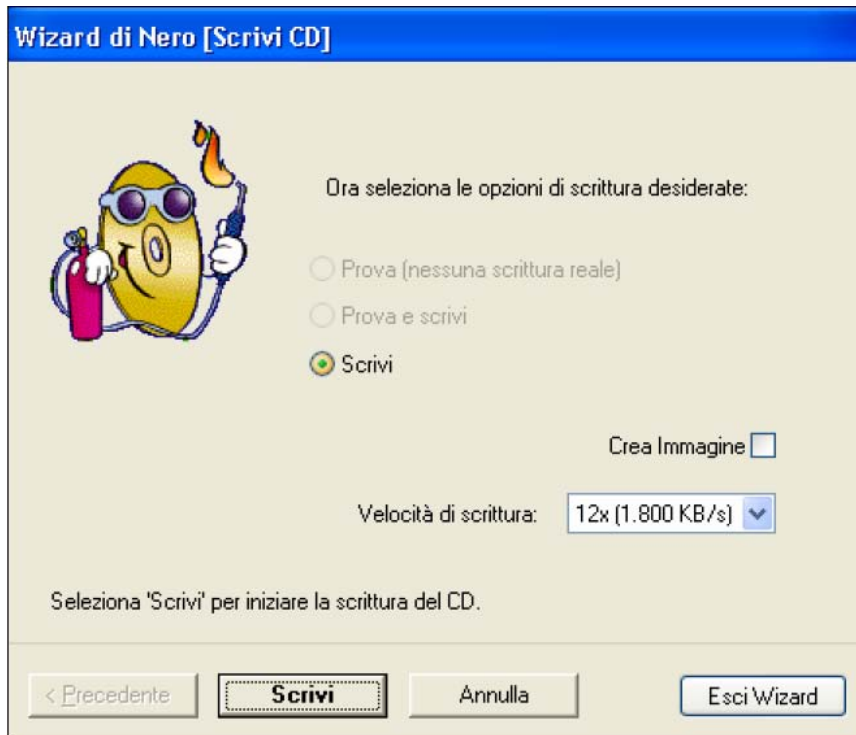 Wizard di Nero [Scrivi CD]
Ora seleziona le opzioni di scrittura desiderate:
Prova (nessuna scrittura reale)
Prova e scrivi
Scrivi
Crea Immagine
Velocità di scrittura: 12x (1.800 KB/s)
Seleziona 'Scrivi' per iniziare la scrittura del CD.
< Precedente Scrivi Annulla Esci Wizard